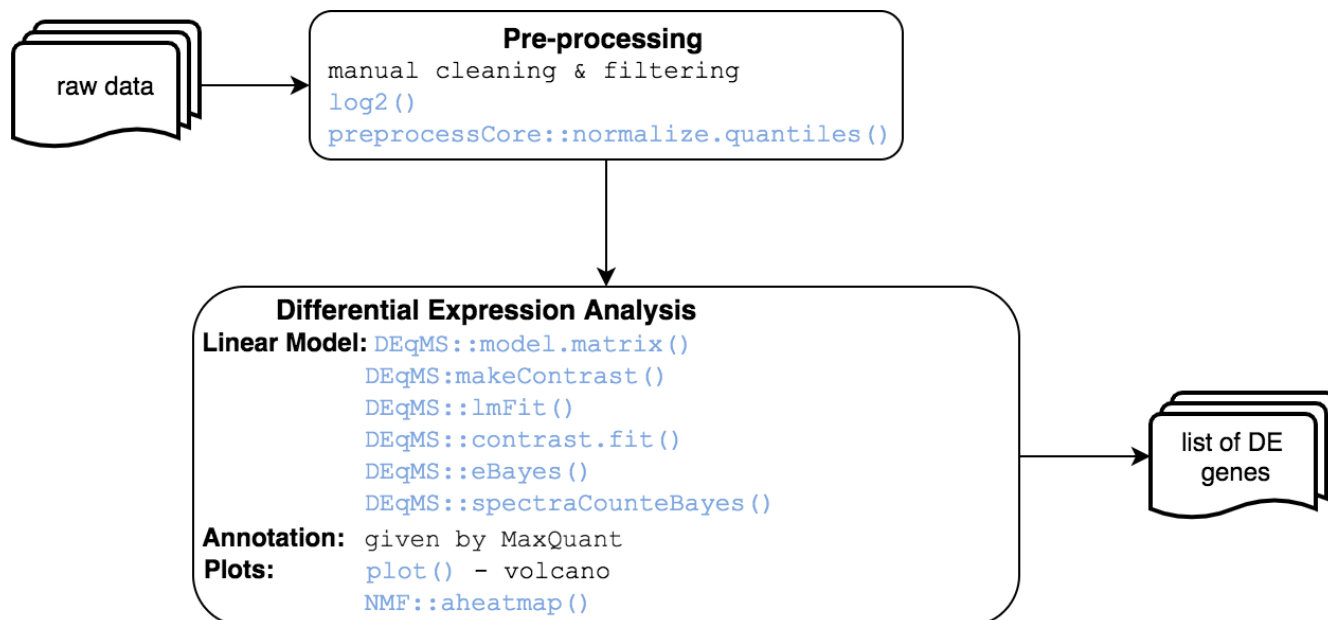 raw data
Pre-processing
manual cleaning & filtering
log2()
preprocessCore::normalize.quantiles()
Differential Expression Analysis
Linear Model: DEqMS::model.matrix()
DEqMS:makeContrast()
DEqMS::lmFit()
DEqMS::contrast.fit()
DEqMS::eBayes()
DEqMS::spectraCounteBayes()
Annotation: given by MaxQuant
Plots: plot() - volcano
NMF::aheatmap()
list of DE
genes